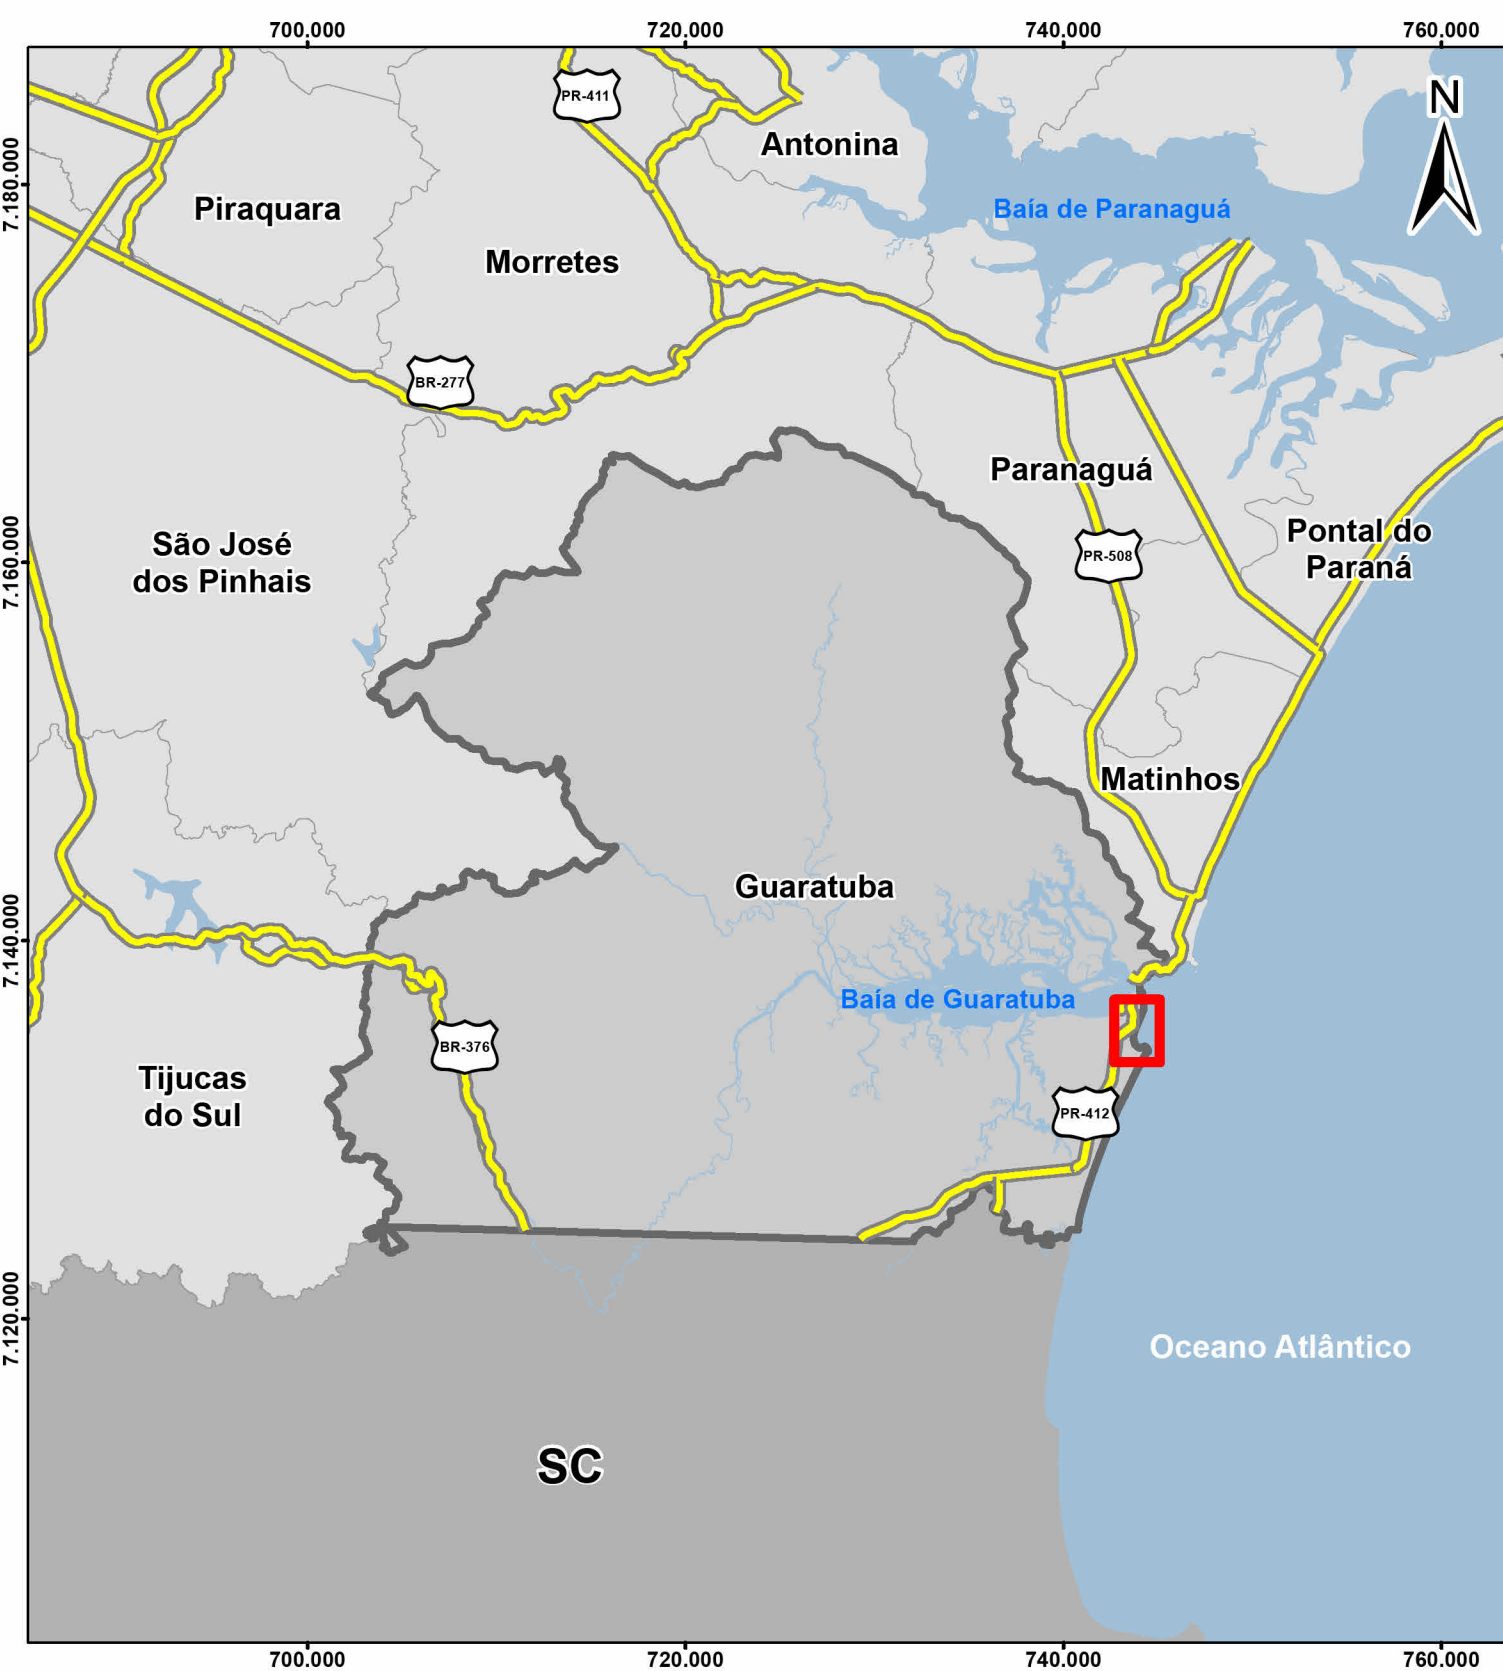 700.000
720.000
740.000
760.000
N
PR-411
Antonina
7.180.000
Piraquara
Baía de Paranaguá
Morretes
BR-277
Paranaguá
São José
dos Pinhais
Pontal do
Paraná
7.160.000
PR-508
Matinhos
Guaratuba
7.140.000
Baía de Guaratuba
BR-376
Tijucas
do Sul
PR-412
7.120.000
Oceano Atlântico
SC
700.000
720.000
740.000
760.000